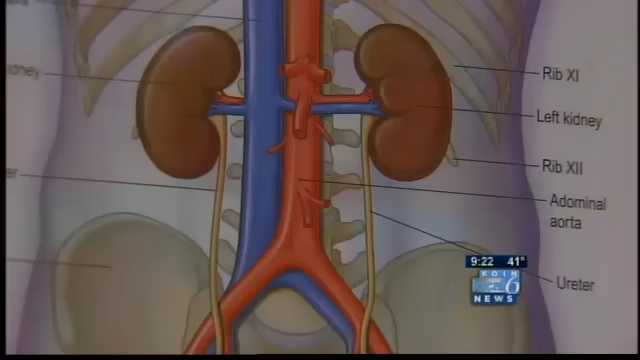 Rib XI
Left kidney
Rib XII
Adominal
aorta
Ureter
9:22 41°
KOIN
6
NEWS